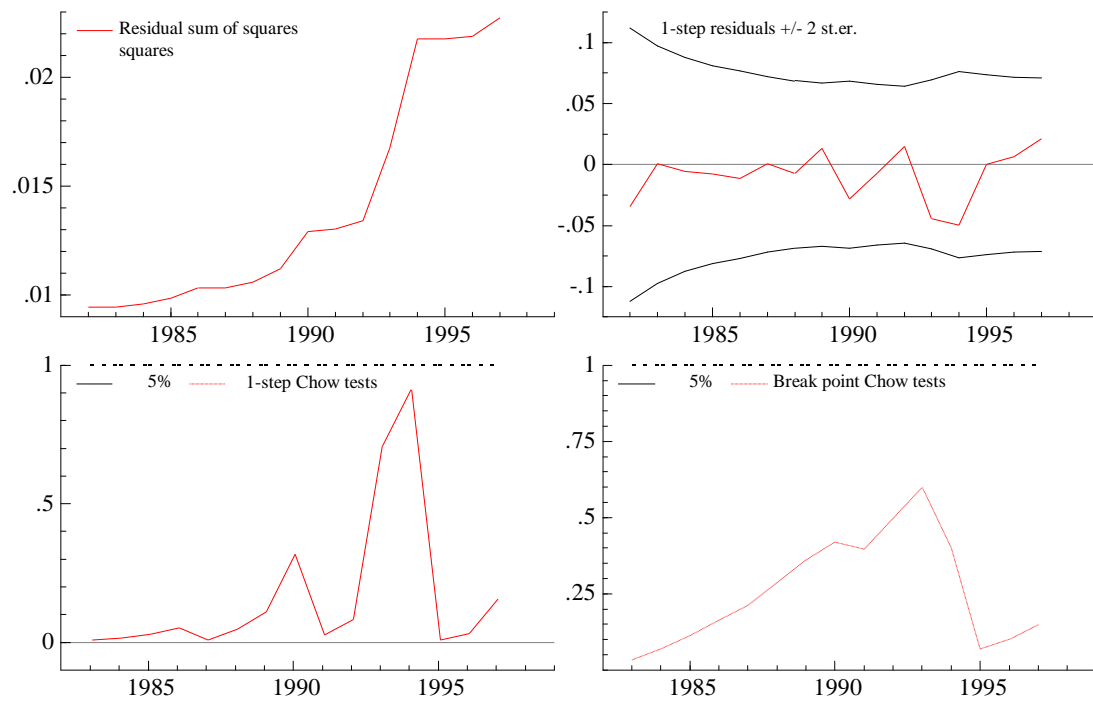 Residual sum of squares
squares
.02
.015
.01
1985 1990 1995
1-step residuals +/- 2 st.er.
.1
.05
0
-.05
-.1
1985 1990 1995
1
5% 1-step Chow tests
.5
0
1985 1990 1995
1
5% Break point Chow tests
.75
.5
.25
1985 1990 1995